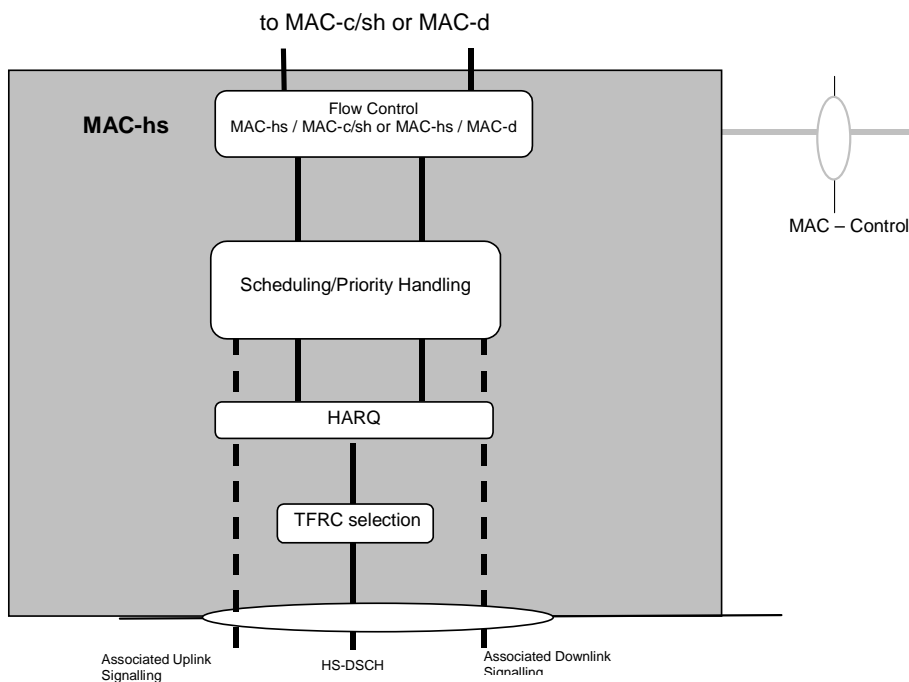 to MAC-c/sh or MAC-d
Flow Control
MAC-hs / MAC-c/sh or MAC-hs / MAC-d
MAC-hs
MAC – Control
Scheduling/Priority Handling
HARQ
TFRC selection
Associated Uplink
Signalling
HS-DSCH
Associated Downlink
Signalling